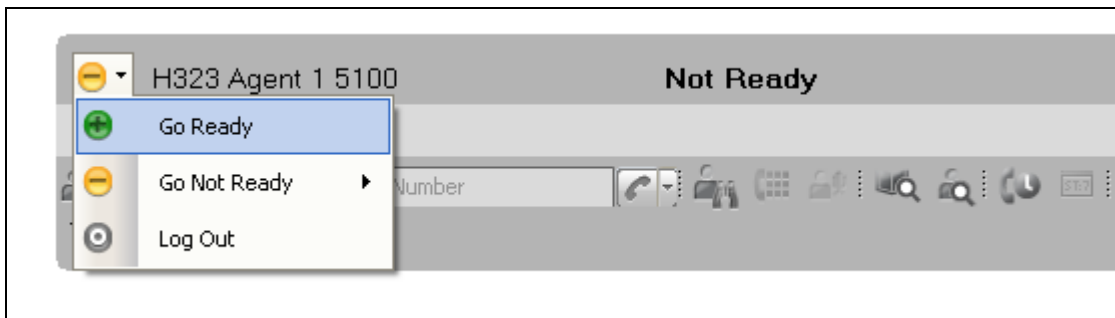 H323 Agent 1 5100 Not Ready
Go Ready
Go Not Ready Number
Log Out